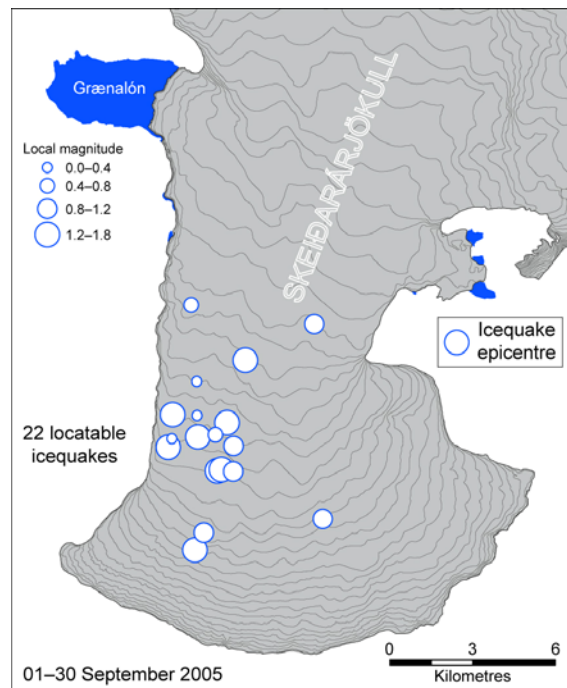 Grænalón
Local magnitude
0.0–0.4
0.4–0.8
0.8–1.2
1.2–1.8
SKEIÐARÁRJÖKULL
Icequake
epicentre
22 locatable
icequakes
01–30 September 2005
0 3 6
Kilometres